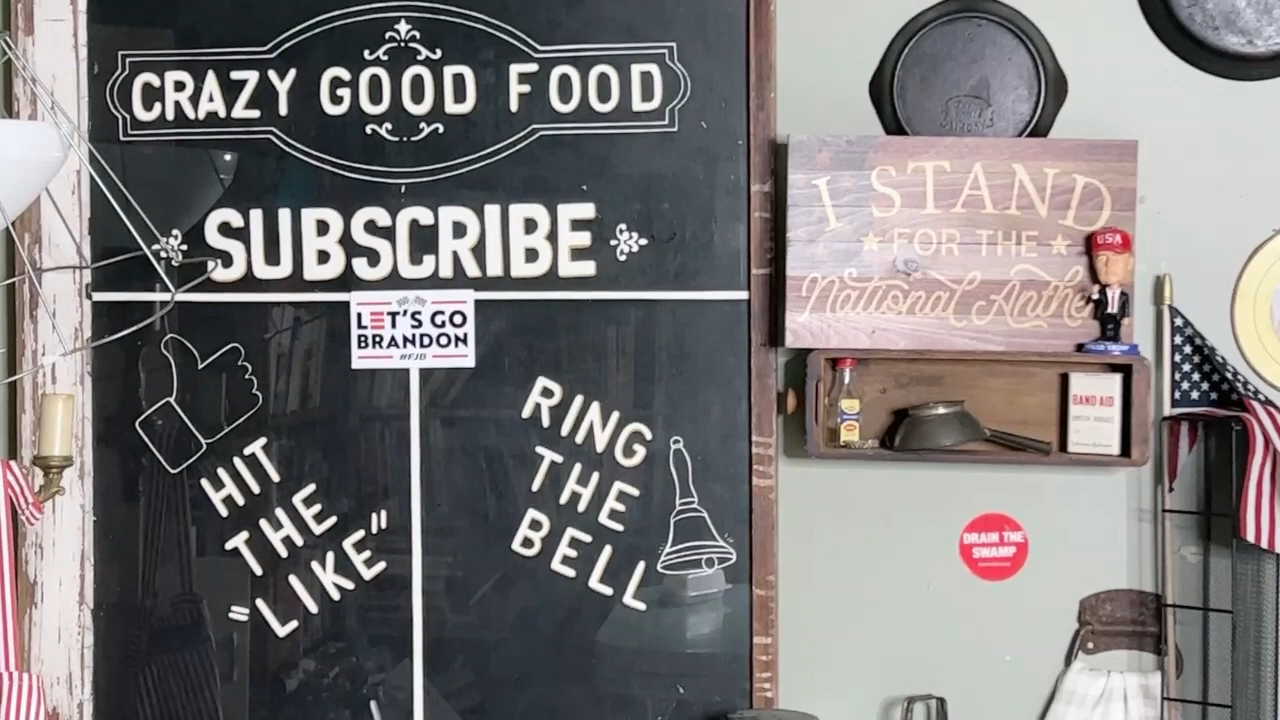 CRAZY GOOD FOOD
SUBSCRIBE
LET'S GO
BRANDON
#FJB
HIT
THE
"LIKE"
RING
THE
BELL
I STAND
FOR THE
National Anthe
USA
BAND-AID
DRAIN THE
SWAMP